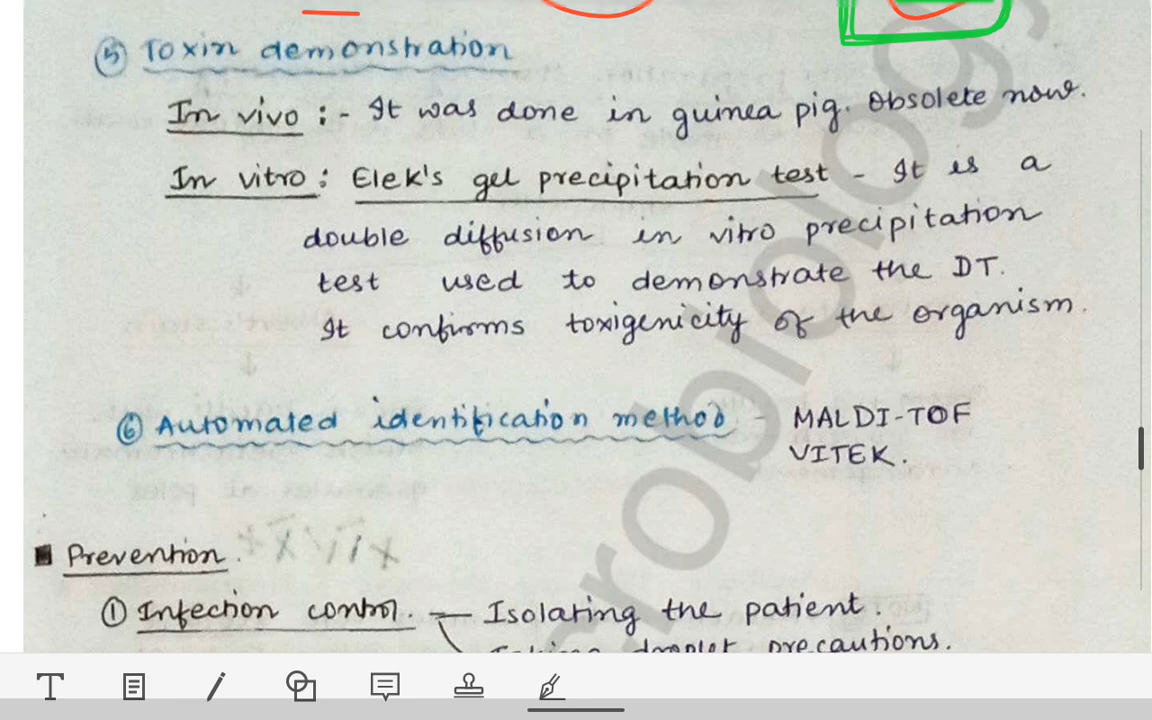 ⑤ Toxin demonstration
In vivo :- It was done in guinea pig. Obsolete now.
In vitro : Elek's gel precipitation test - It is a
double diffusion in vitro precipitation
test used to demonstrate the DT.
It confirms toxigenicity of the organism.
⑥ Automated identification method - MALDI-TOF
VITEK.
Prevention.
① Infection control. — Isolating the patient.
droplet precautions.
T